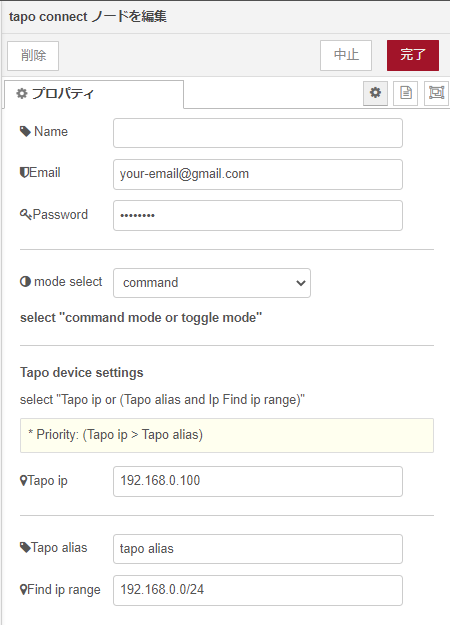 tapo connect ノードを編集
削除 中止 完了
プロパティ
Name
Email your-email@gmail.com
Password ••••••••
mode select command
select "command mode or toggle mode"
Tapo device settings
select "Tapo ip or (Tapo alias and Ip Find ip range)"
* Priority: (Tapo ip > Tapo alias)
Tapo ip 192.168.0.100
Tapo alias tapo alias
Find ip range 192.168.0.0/24